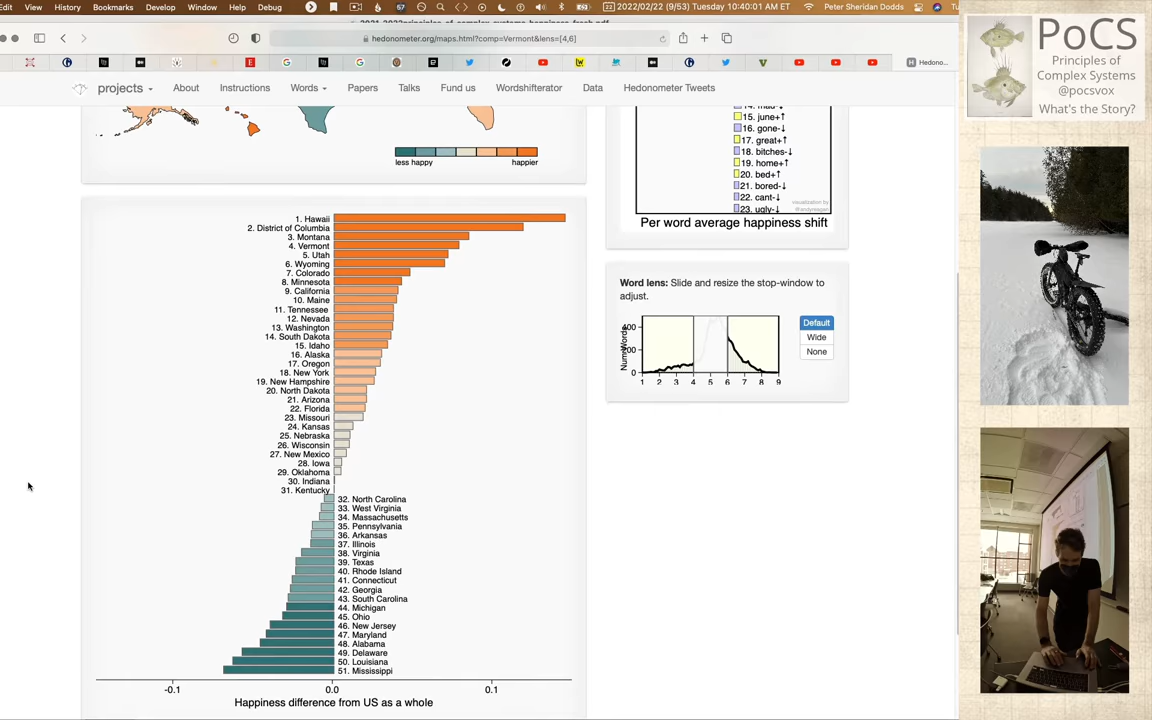 Edit View History Bookmarks Develop Window Help Debug
57
2022/02/22 (9/53) Tuesday 10:40:01 AM ET
Peter Sheridan Dodds
hedonometer.org/maps.html?comp=Vermont&lens=[4,6]
Hedono...
projects
About
Instructions
Words
Papers
Talks
Fund us
Wordshifterator
Data
Hedonometer Tweets
less happy
happier
15. june+↑
16. gone-↓
17. great+↑
18. bitches-↓
19. home+↑
20. bed+↑
21. bored-↓
22. cant-↓
23. ugly-↓
visualization by
@andyreagan
Per word average happiness shift
Word lens: Slide and resize the stop-window to
adjust.
Num Words
400
200
0
1 2 3 4 5 6 7 8 9
Default
Wide
None
1. Hawaii
2. District of Columbia
3. Montana
4. Vermont
5. Utah
6. Wyoming
7. Colorado
8. Minnesota
9. California
10. Maine
11. Tennessee
12. Nevada
13. Washington
14. South Dakota
15. Idaho
16. Alaska
17. Oregon
18. New York
19. New Hampshire
20. North Dakota
21. Arizona
22. Florida
23. Missouri
24. Kansas
25. Nebraska
26. Wisconsin
27. New Mexico
28. Iowa
29. Oklahoma
30. Indiana
31. Kentucky
32. North Carolina
33. West Virginia
34. Massachusetts
35. Pennsylvania
36. Arkansas
37. Illinois
38. Virginia
39. Texas
40. Rhode Island
41. Connecticut
42. Georgia
43. South Carolina
44. Michigan
45. Ohio
46. New Jersey
47. Maryland
48. Alabama
49. Delaware
50. Louisiana
51. Mississippi
-0.1
0.0
0.1
Happiness difference from US as a whole
PoCS
Principles of
Complex Systems
@pocsvox
What's the Story?